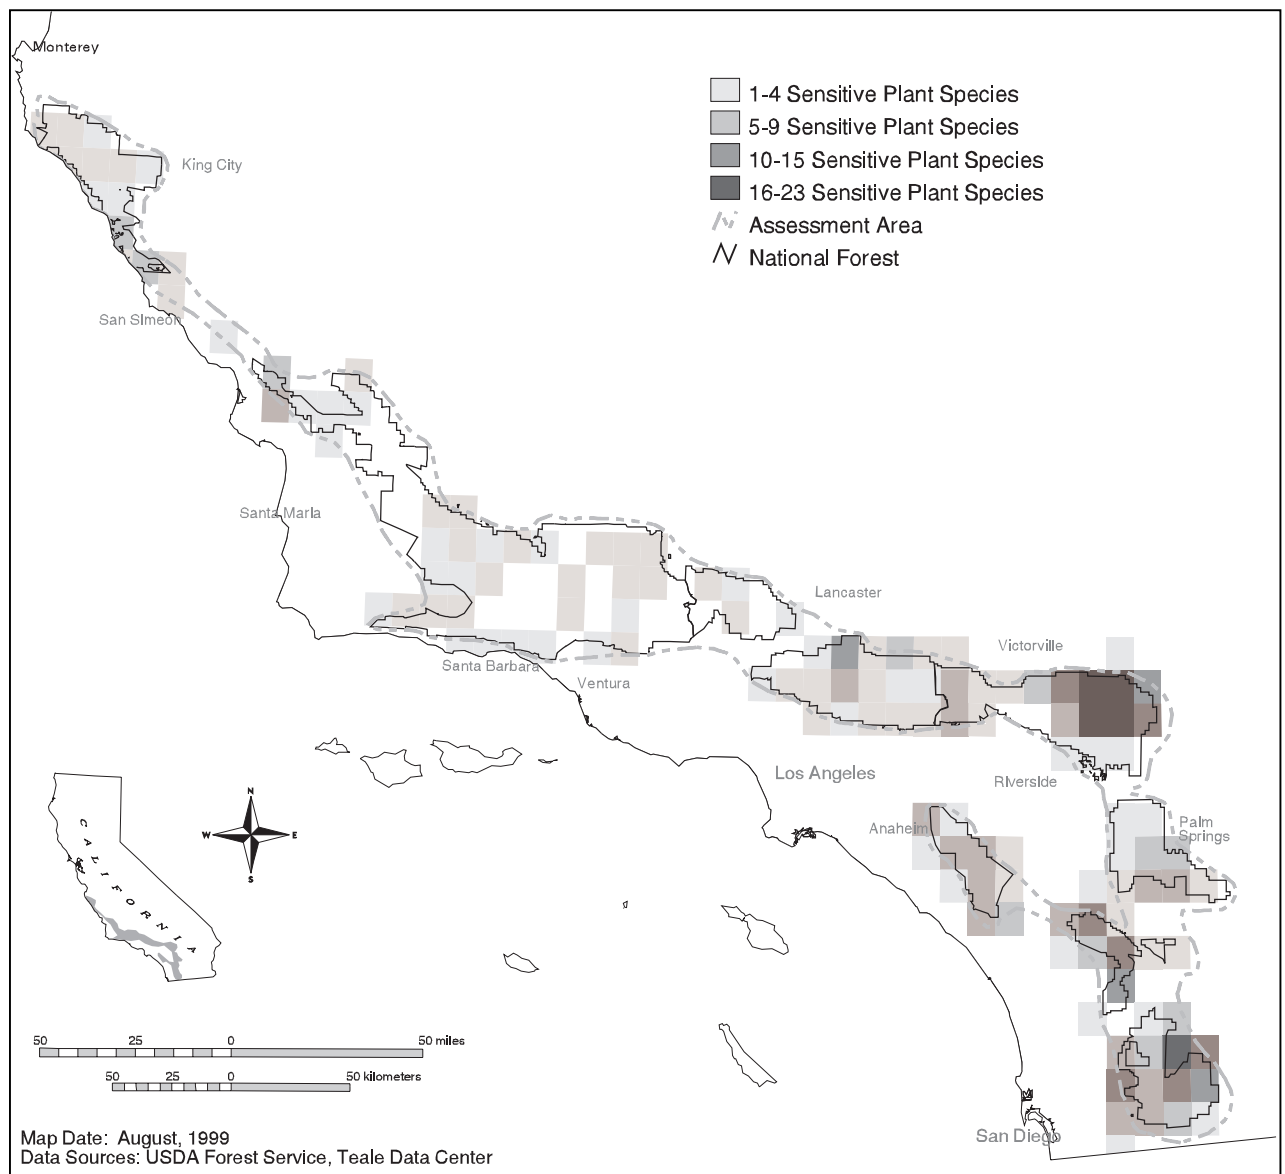 Monterey
1-4 Sensitive Plant Species
5-9 Sensitive Plant Species
10-15 Sensitive Plant Species
16-23 Sensitive Plant Species
Assessment Area
National Forest
King City
San Simeon
Santa Maria
Lancaster
Victorville
Santa Barbara
Ventura
Los Angeles
Riverside
Anaheim
Palm
Springs
San Diego
CALIFORNIA
N
W E
S
50 25 0 50 miles
50 25 0 50 kilometers
Map Date: August, 1999
Data Sources: USDA Forest Service, Teale Data Center